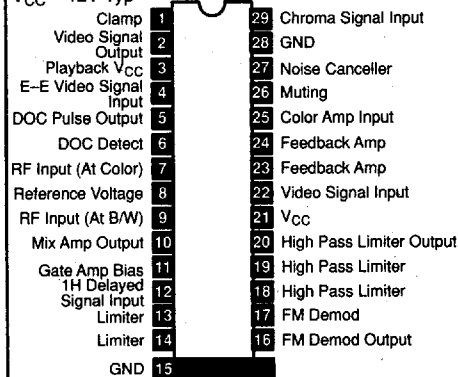 Clamp 1 29 Chroma Signal Input
Video Signal
Output 2 28 GND
Playback VCC 3 27 Noise Canceller
E–E Video Signal
Input 4 26 Muting
DOC Pulse Output 5 25 Color Amp Input
DOC Detect 6 24 Feedback Amp
RF Input (At Color) 7 23 Feedback Amp
Reference Voltage 8 22 Video Signal Input
RF Input (At B/W) 9 21 VCC
Mix Amp Output 10 20 High Pass Limiter Output
Gate Amp Bias 11 19 High Pass Limiter
1H Delayed
Signal Input 12 18 High Pass Limiter
Limiter 13 17 FM Demod
Limiter 14 16 FM Demod Output
GND 15